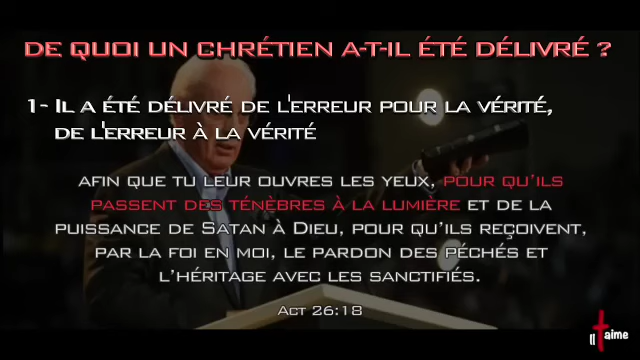 DE QUOI UN CHRÉTIEN A-T-IL ÉTÉ DÉLIVRÉ ?
1- IL A ÉTÉ DÉLIVRÉ DE L'ERREUR POUR LA VÉRITÉ,
DE L'ERREUR À LA VÉRITÉ
AFIN QUE TU LEUR OUVRES LES YEUX, POUR QU'ILS
PASSENT DES TÉNÈBRES À LA LUMIÈRE ET DE LA
PUISSANCE DE SATAN À DIEU, POUR QU'ILS REÇOIVENT,
PAR LA FOI EN MOI, LE PARDON DES PÉCHÉS ET
L'HÉRITAGE AVEC LES SANCTIFIÉS.
ACT 26:18
Il taime